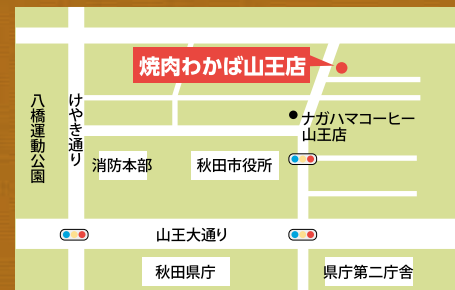 焼肉わかば山王店
八橋運動公園
けやき通り
ナガハマコーヒー
山王店
消防本部
秋田市役所
山王大通り
秋田県庁
県庁第二庁舎